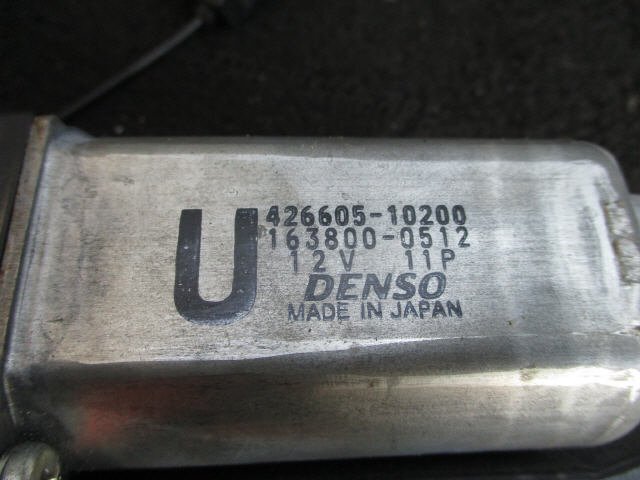 U
426605-10200
163800-0512
12V 11P
DENSO
MADE IN JAPAN